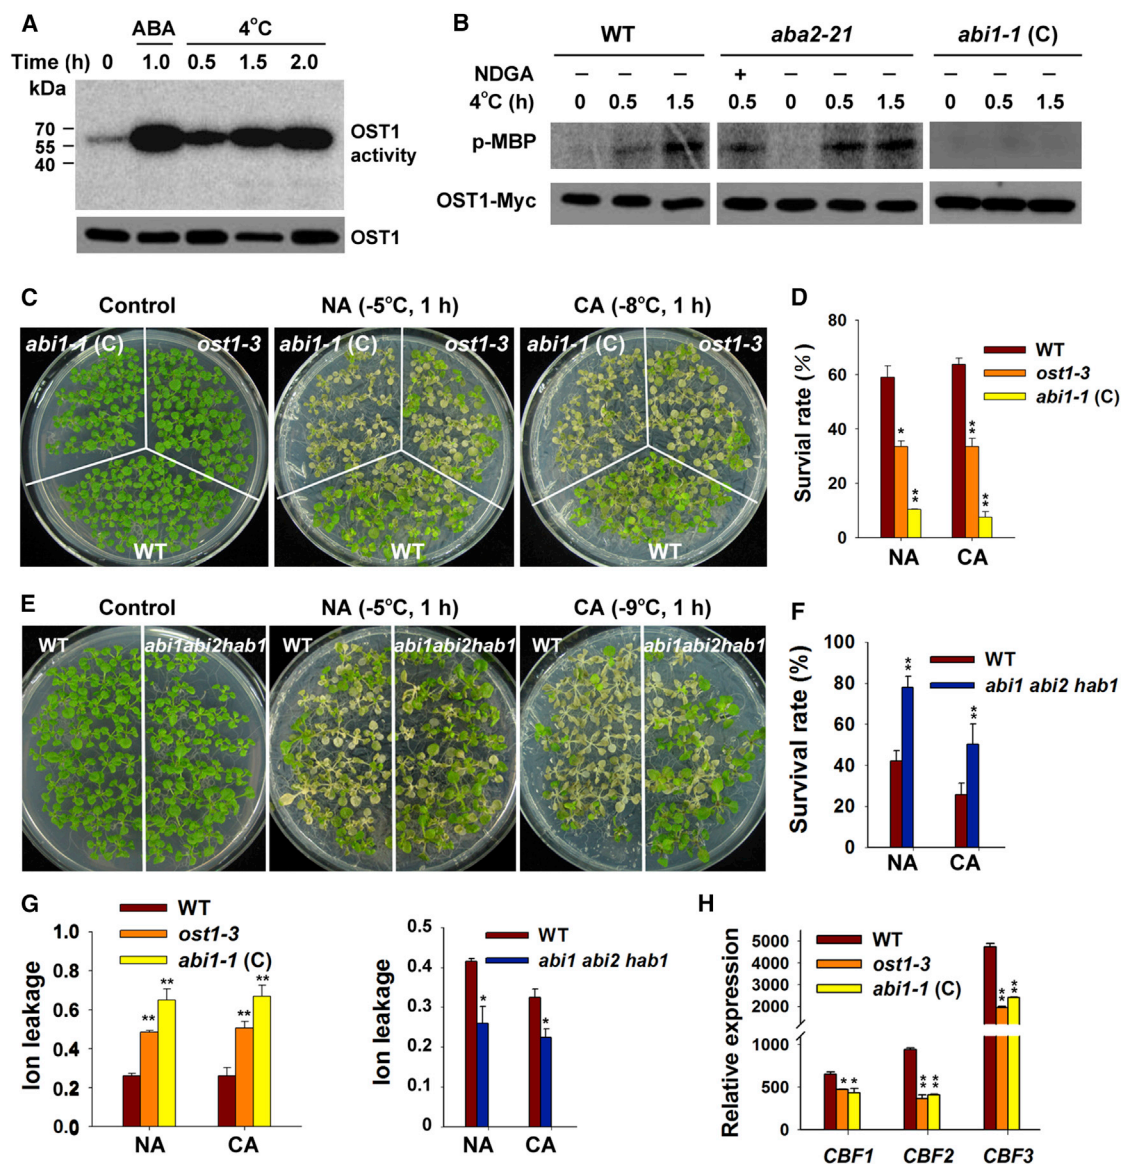 A
ABA 4°C
Time (h) 0 1.0 0.5 1.5 2.0
kDa
70
55
40
OST1
activity
OST1
B
WT aba2-21 abi1-1 (C)
NDGA − − − + − − − − − −
4°C (h) 0 0.5 1.5 0.5 0 0.5 1.5 0 0.5 1.5
p-MBP
OST1-Myc
C
Control NA (-5°C, 1 h) CA (-8°C, 1 h)
abi1-1 (C) ost1-3 abi1-1 (C) ost1-3 abi1-1 (C) ost1-3
WT WT WT
D
Survial rate (%)
80
60
40
20
0
WT
ost1-3
abi1-1 (C)
* ** ** **
NA CA
E
Control NA (-5°C, 1 h) CA (-9°C, 1 h)
WT abi1abi2hab1 WT abi1abi2hab1 WT abi1abi2hab1
F
Survival rate (%)
100
80
60
40
20
0
WT
abi1 abi2 hab1
** **
NA CA
G
Ion leakage
1.0
0.8
0.6
0.4
0.2
0.0
WT
ost1-3
abi1-1 (C)
** ** ** **
NA CA
Ion leakage
0.5
0.4
0.3
0.2
0.1
0
WT
abi1 abi2 hab1
* *
NA CA
H
Relative expression
5000
4000
3000
2000
1000
500
0
WT
ost1-3
abi1-1 (C)
* * ** ** ** **
CBF1 CBF2 CBF3